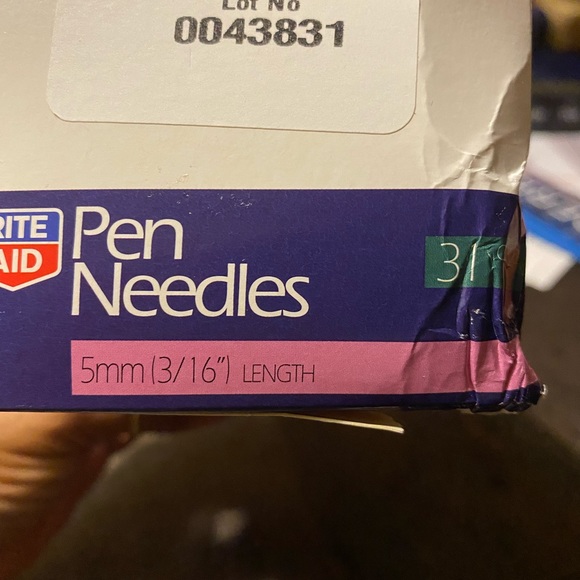 Lot No
0043831
RITE
AID
Pen
Needles
31
5mm (3/16") LENGTH